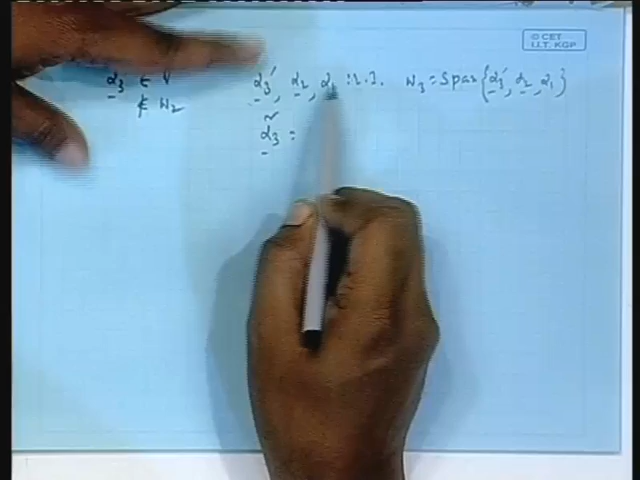 © CET
I.I.T. KGP
α₃ ∈ V α₃′, α₂, α₁ : L.I. W₃ = Span {α₃′, α₂, α₁}
∉ W₂
α̃₃ =